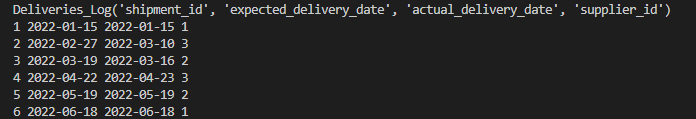 Deliveries_Log('shipment_id', 'expected_delivery_date', 'actual_delivery_date', 'supplier_id')
1 2022-01-15 2022-01-15 1
2 2022-02-27 2022-03-10 3
3 2022-03-19 2022-03-16 2
4 2022-04-22 2022-04-23 3
5 2022-05-19 2022-05-19 2
6 2022-06-18 2022-06-18 1